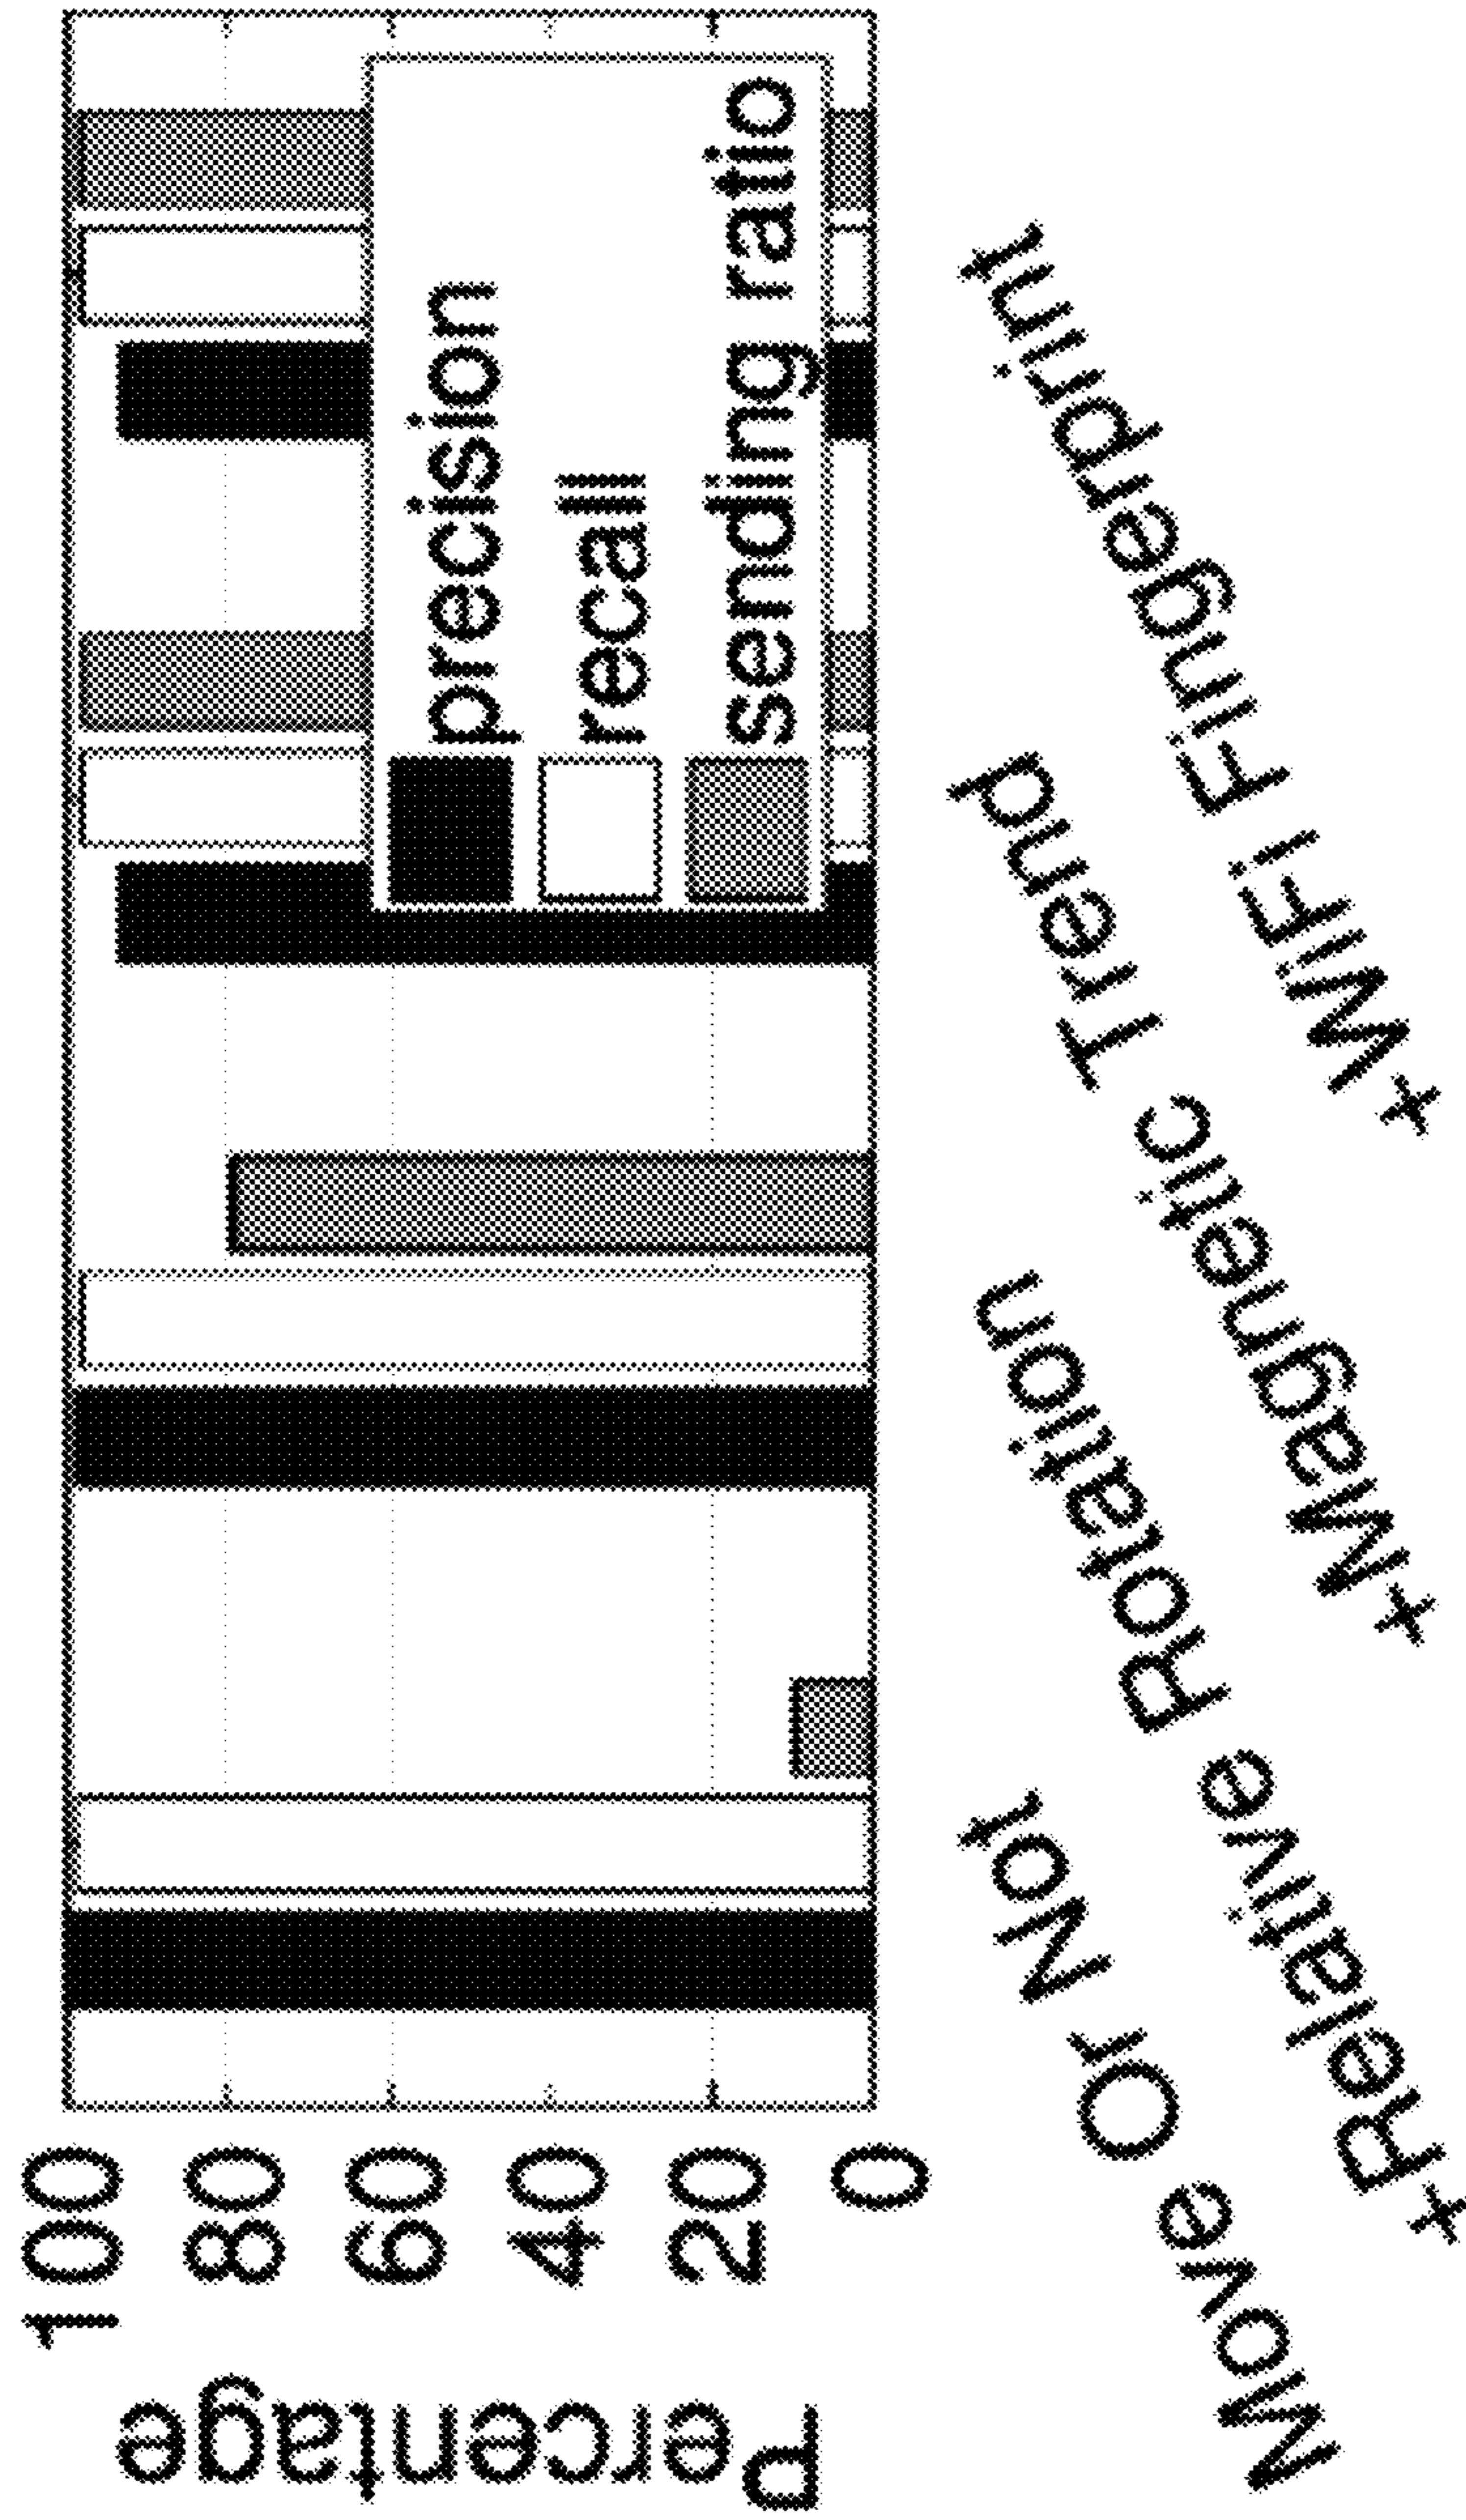 Percentage
100
80
60
40
20
0
precision
recall
sending ratio
Move Or Not
+Relative Rotation
+Magnetic Trend
+WiFi Fingerprint